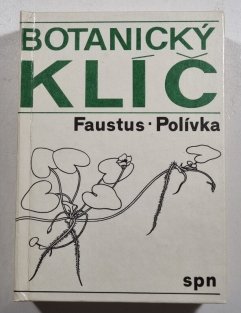 BOTANICKÝ
KLÍČ
Faustus · Polívka
spn